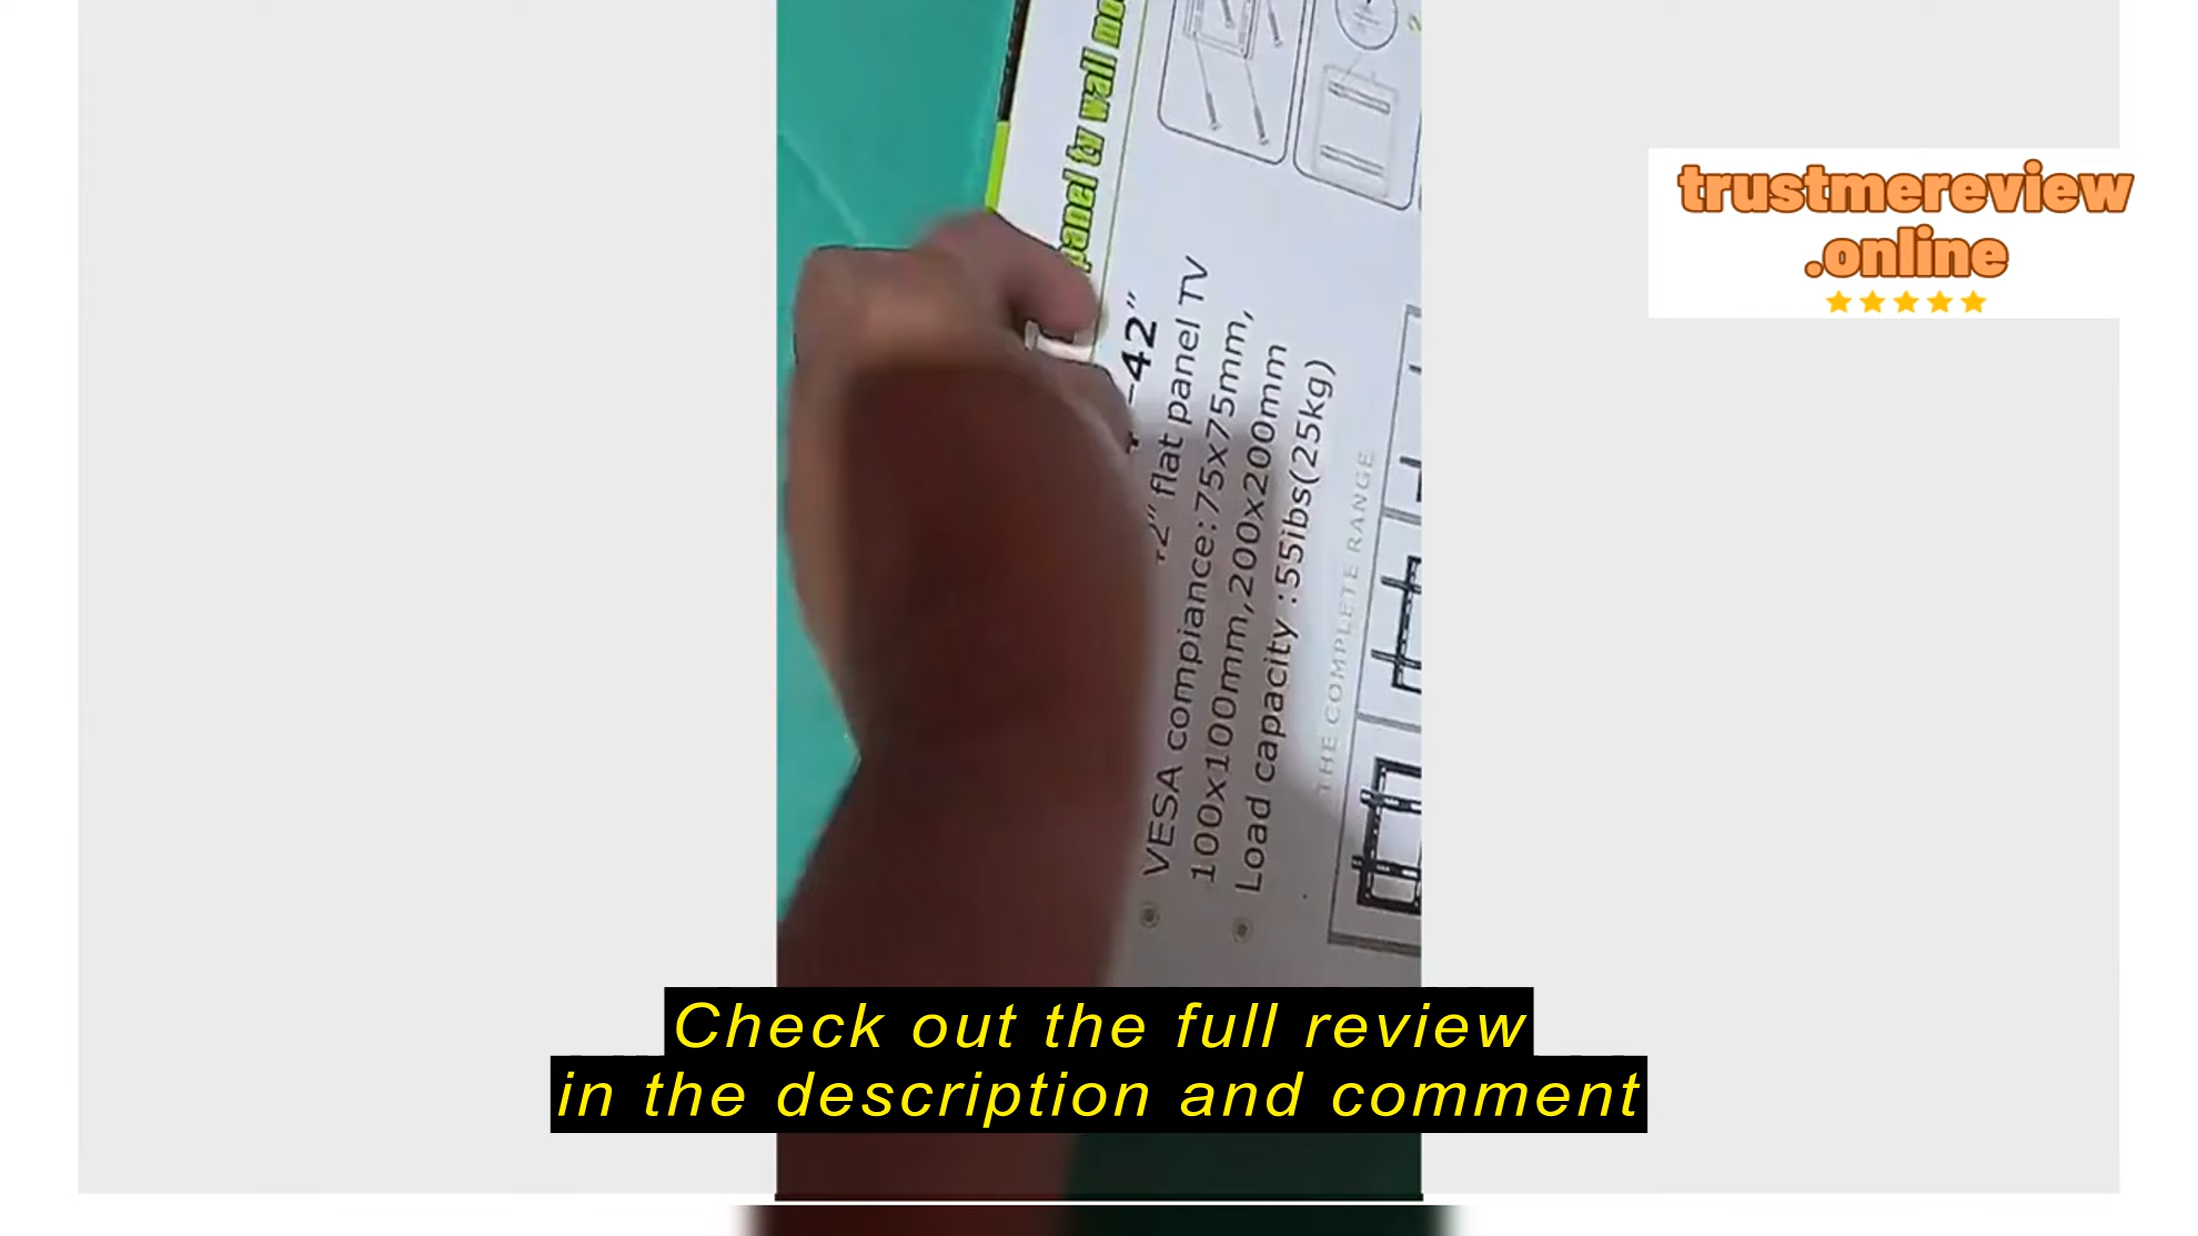 trustmereview
.online
panel tv wall
-42"
2" flat panel TV
VESA compiance:75x75mm,
100x100mm,200x200mm
Load capacity :55ibs(25kg)
THE COMPLETE RANGE
Check out the full review
in the description and comment